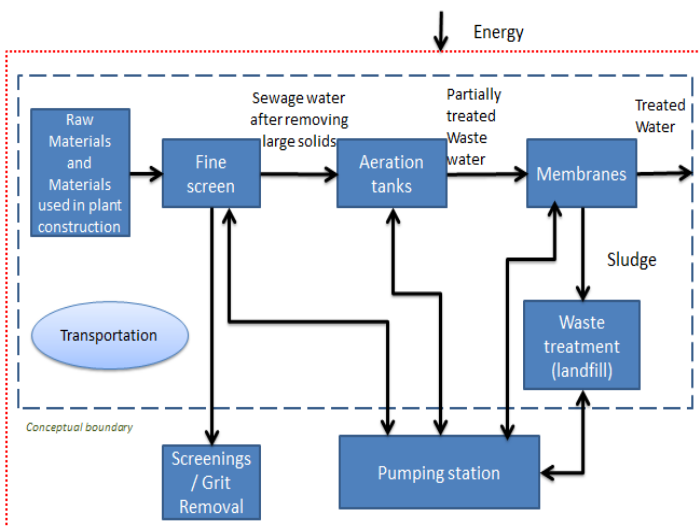 Energy
Raw
Materials
and
Materials
used in plant
construction
Fine
screen
Sewage water
after removing
large solids
Aeration
tanks
Partially
treated
Waste
water
Membranes
Treated
Water
Sludge
Transportation
Waste
treatment
(landfill)
Conceptual boundary
Screenings
/ Grit
Removal
Pumping station